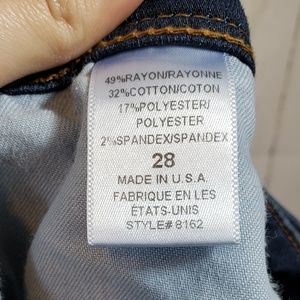 49%RAYON/RAYONNE
32%COTTON/COTON
17%POLYESTER/
POLYESTER
2%SPANDEX/SPANDEX
28
MADE IN U.S.A.
FABRIQUE EN LES
ÉTATS-UNIS
STYLE# 8162